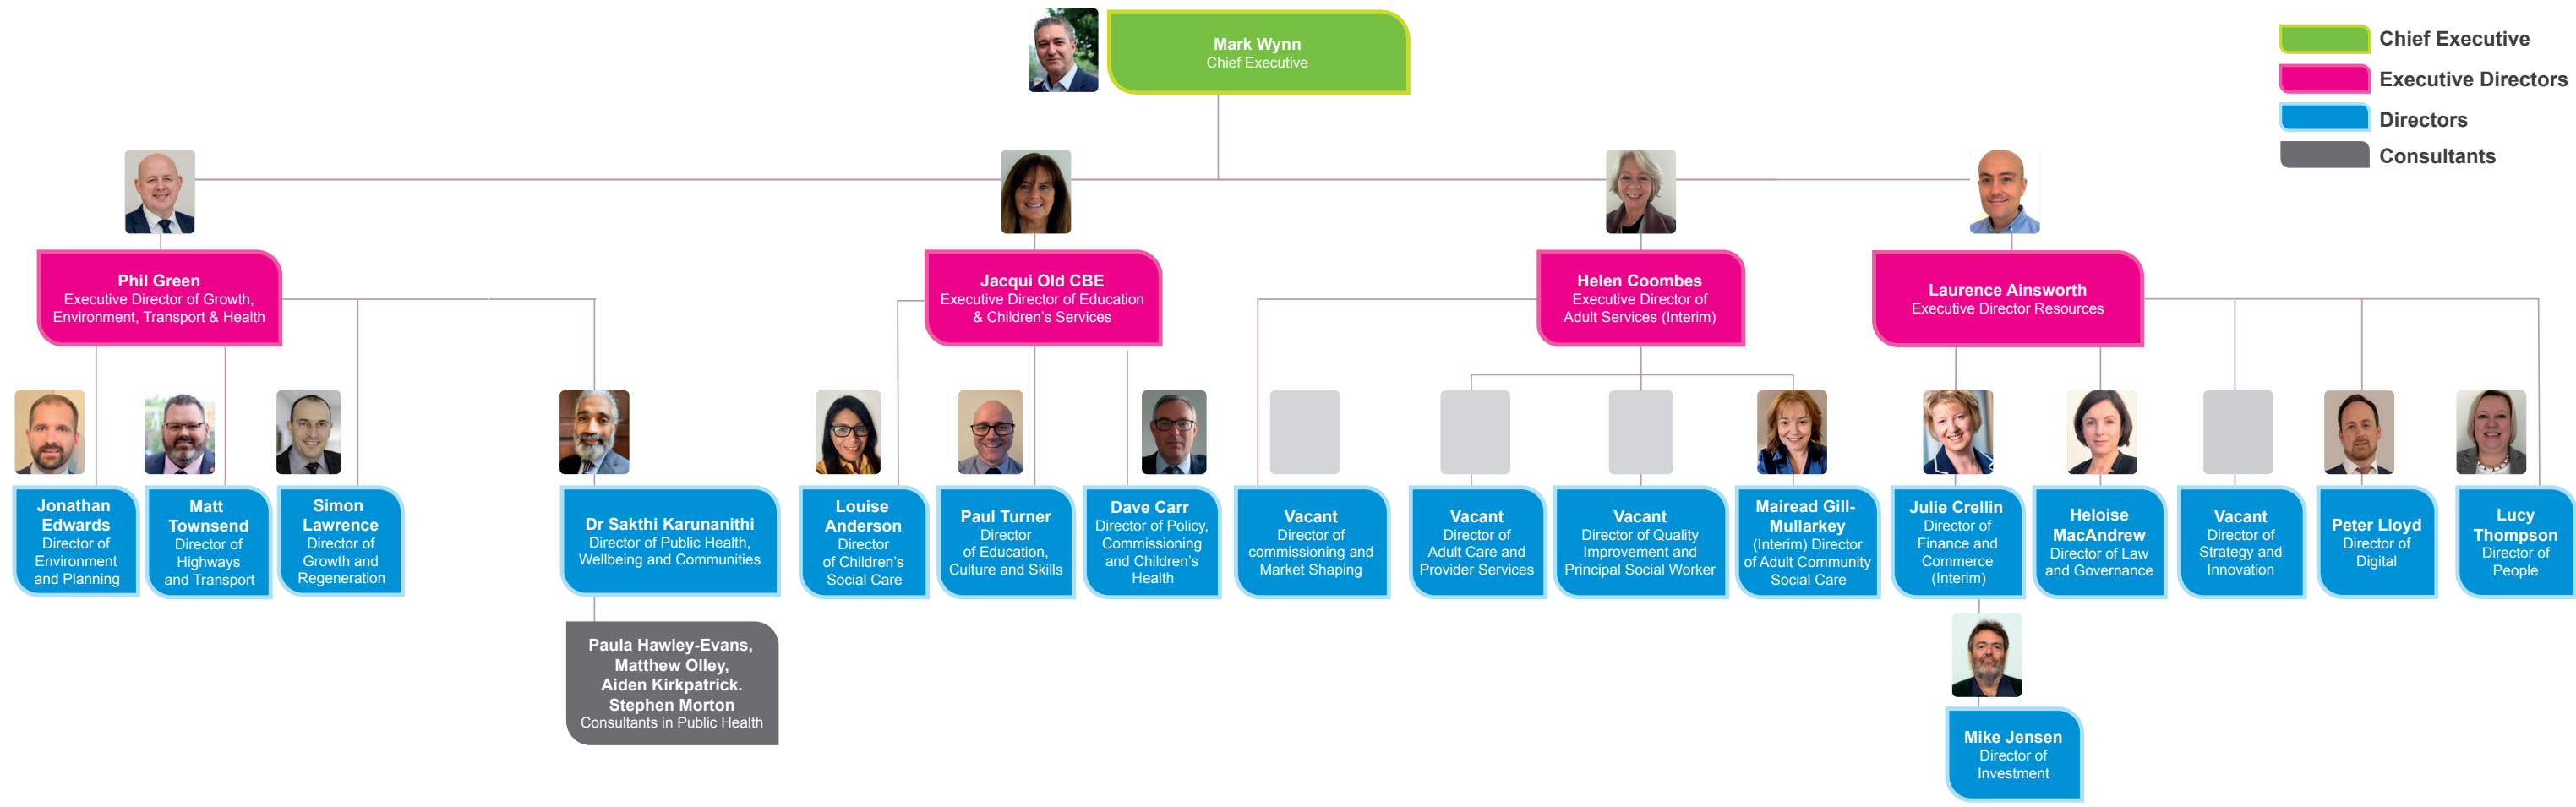 Mark Wynn
Chief Executive
Chief Executive
Executive Directors
Directors
Consultants
Phil Green
Executive Director of Growth,
Environment, Transport & Health
Jacqui Old CBE
Executive Director of Education
& Children's Services
Helen Coombes
Executive Director of
Adult Services (Interim)
Laurence Ainsworth
Executive Director Resources
Jonathan
Edwards
Director of
Environment
and Planning
Matt
Townsend
Director of
Highways
and Transport
Simon
Lawrence
Director of
Growth and
Regeneration
Dr Sakthi Karunanithi
Director of Public Health,
Wellbeing and Communities
Louise
Anderson
Director
of Children's
Social Care
Paul Turner
Director
of Education,
Culture and Skills
Dave Carr
Director of Policy,
Commissioning
and Children's
Health
Vacant
Director of
commissioning and
Market Shaping
Vacant
Director of
Adult Care and
Provider Services
Vacant
Director of Quality
Improvement and
Principal Social Worker
Mairead Gill-
Mullarkey
(Interim) Director
of Adult Community
Social Care
Julie Crellin
Director of
Finance and
Commerce
(Interim)
Heloise
MacAndrew
Director of Law
and Governance
Vacant
Director of
Strategy and
Innovation
Peter Lloyd
Director of
Digital
Lucy
Thompson
Director of
People
Paula Hawley-Evans,
Matthew Olley,
Aiden Kirkpatrick.
Stephen Morton
Consultants in Public Health
Mike Jensen
Director of
Investment